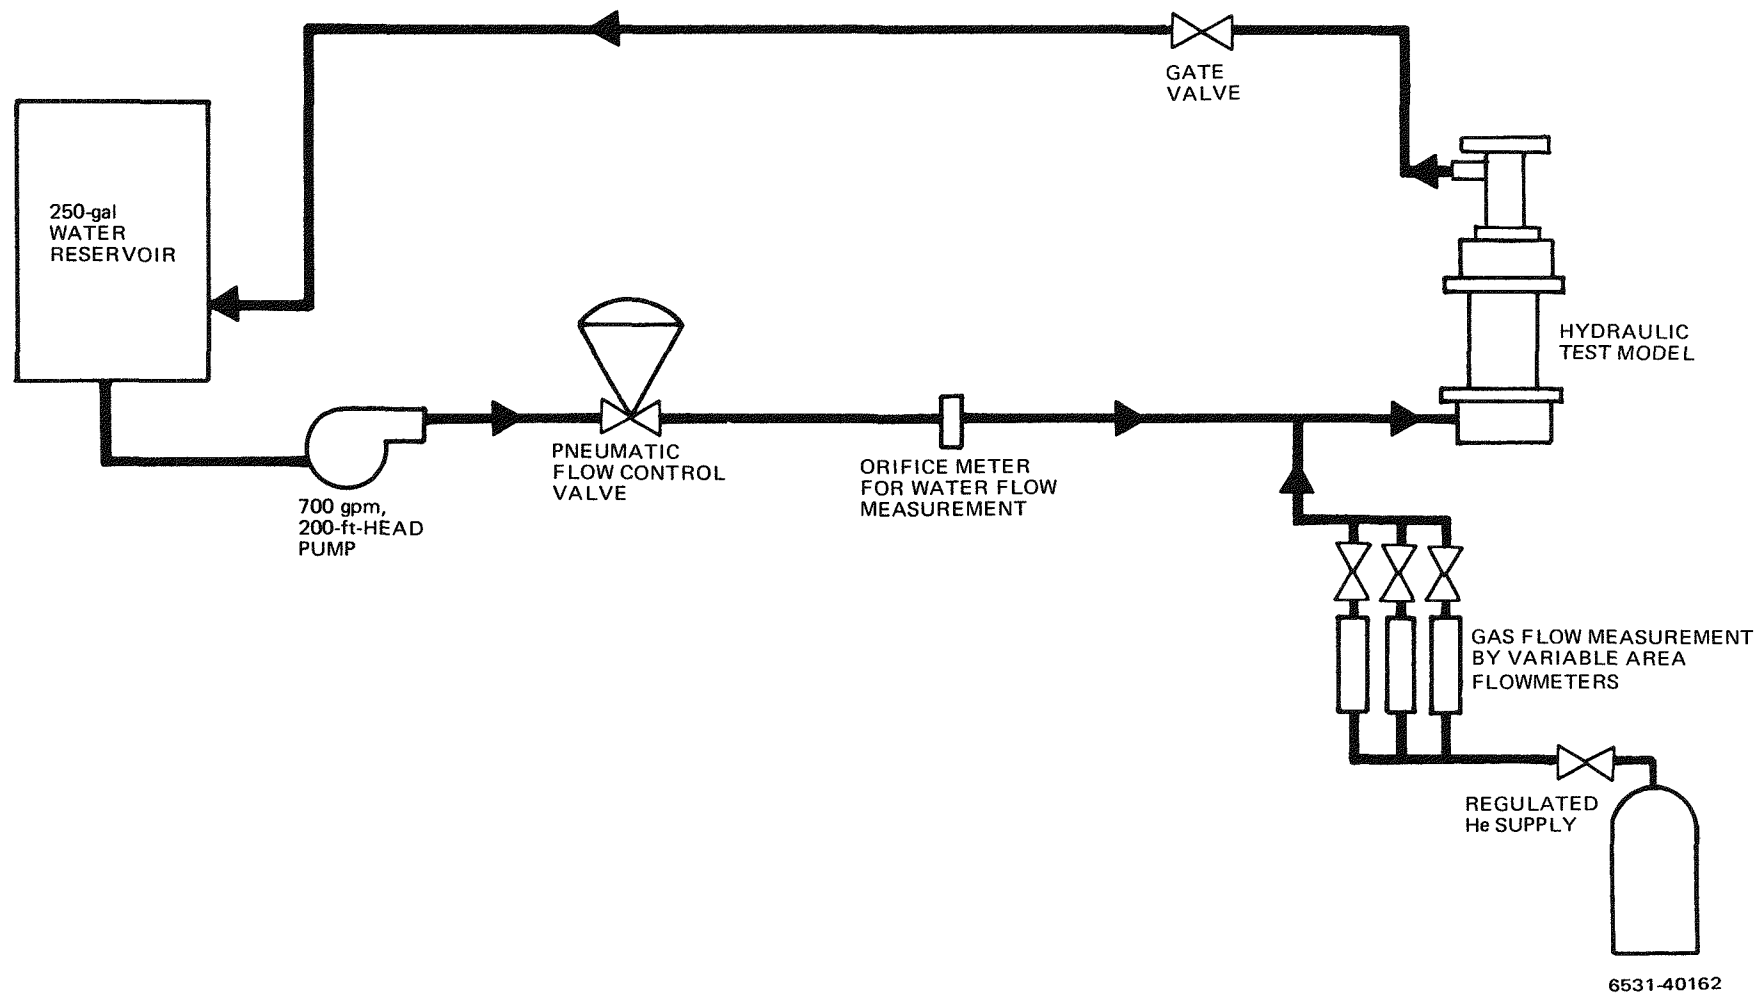 GATE
VALVE
250-gal
WATER
RESERVOIR
HYDRAULIC
TEST MODEL
PNEUMATIC
FLOW CONTROL
VALVE
ORIFICE METER
FOR WATER FLOW
MEASUREMENT
700 gpm,
200-ft-HEAD
PUMP
GAS FLOW MEASUREMENT
BY VARIABLE AREA
FLOWMETERS
REGULATED
He SUPPLY
6531-40162